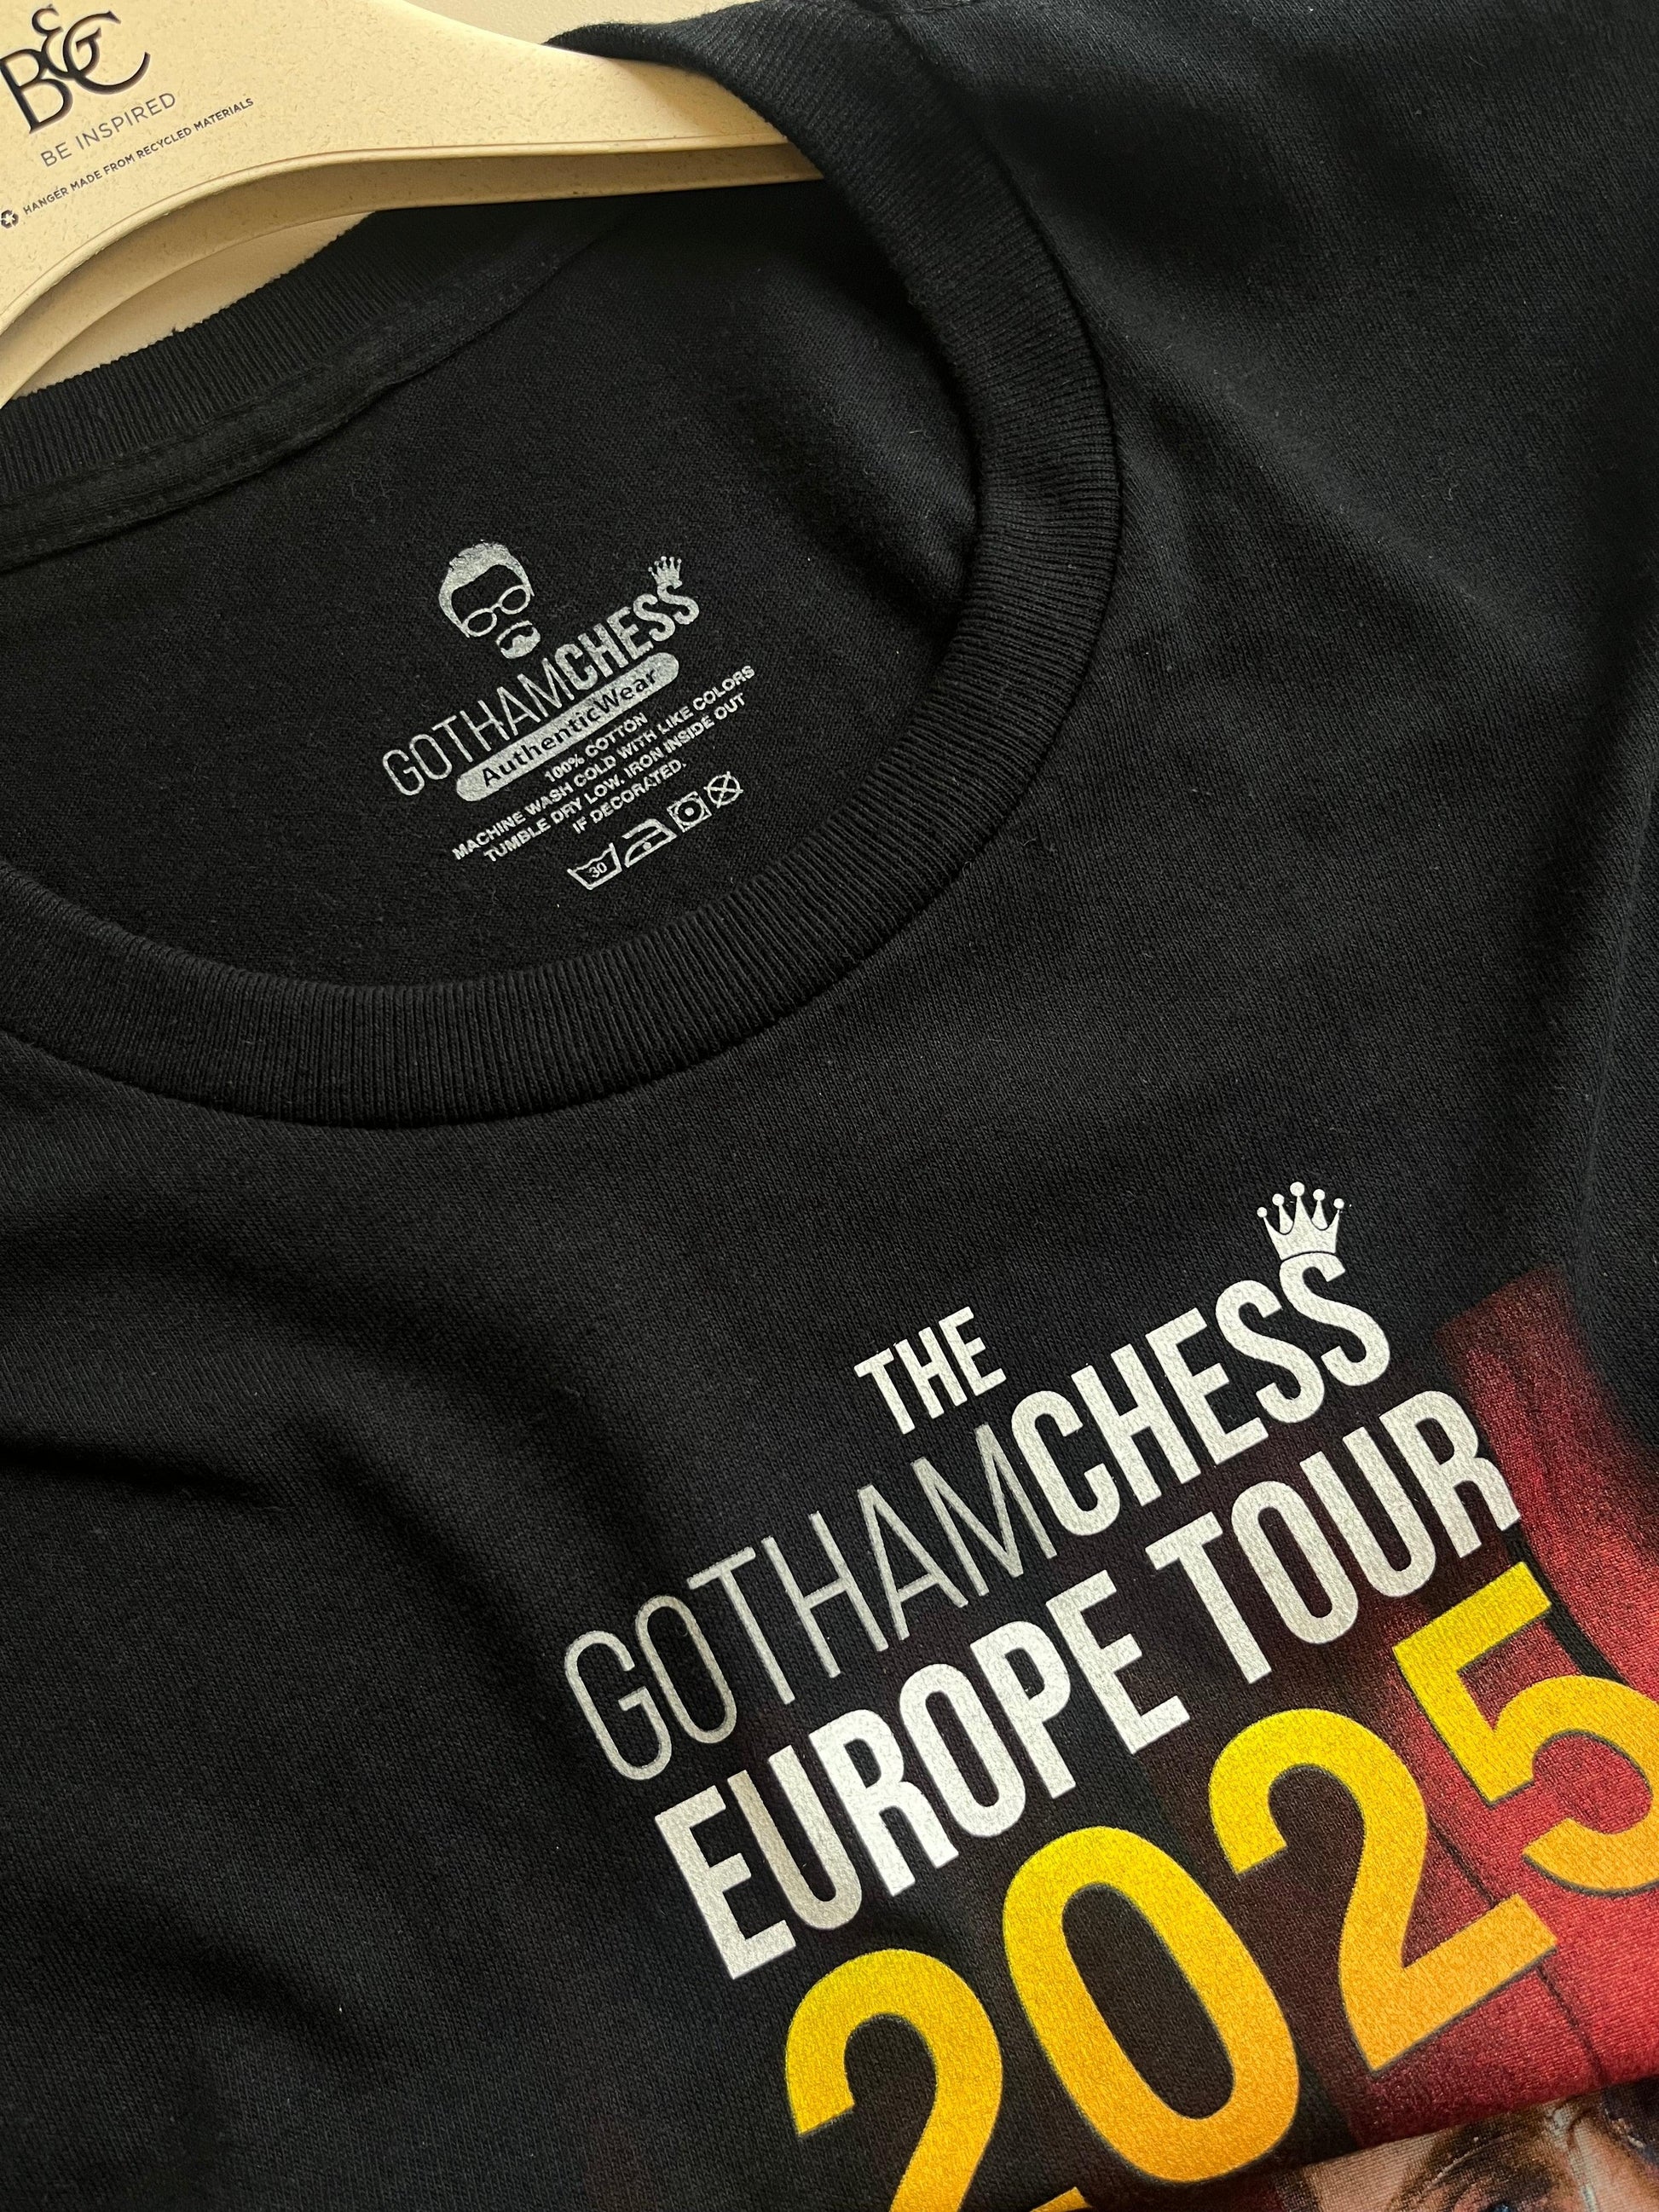 B&C
BE INSPIRED
HANGER MADE FROM RECYCLED MATERIALS
GOTHAMCHESS
AuthenticWear
100% COTTON
MACHINE WASH COLD WITH LIKE COLORS
TUMBLE DRY LOW. IRON INSIDE OUT
IF DECORATED.
30
THE
GOTHAMCHESS
EUROPE TOUR
2025